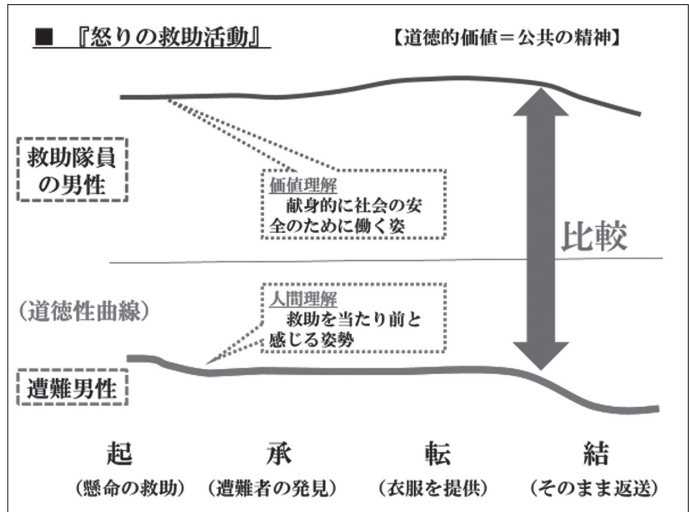 ■ 『怒りの救助活動』 【道徳的価値＝公共の精神】
救助隊員
の男性
価値理解
献身的に社会の安
全のために働く姿
比較
（道徳性曲線）
人間理解
救助を当たり前と
感じる姿勢
遭難男性
起 承 転 結
（懸命の救助） （遭難者の発見） （衣服を提供） （そのまま返送）